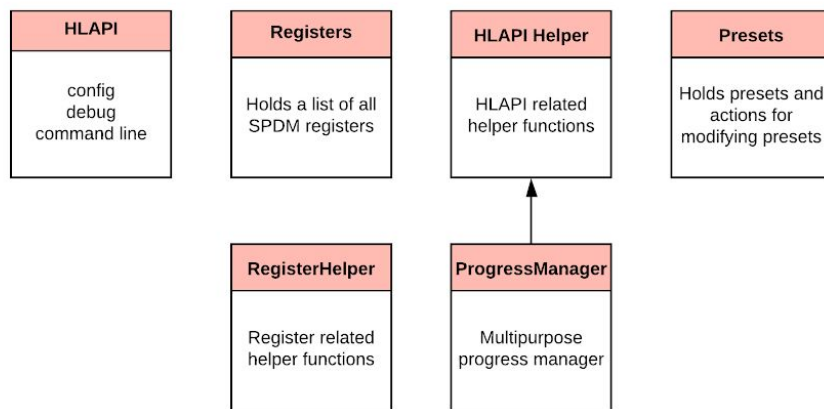 HLAPI
config
debug
command line
Registers
Holds a list of all
SPDM registers
HLAPI Helper
HLAPI related
helper functions
Presets
Holds presets and
actions for
modifying presets
RegisterHelper
Register related
helper functions
ProgressManager
Multipurpose
progress manager